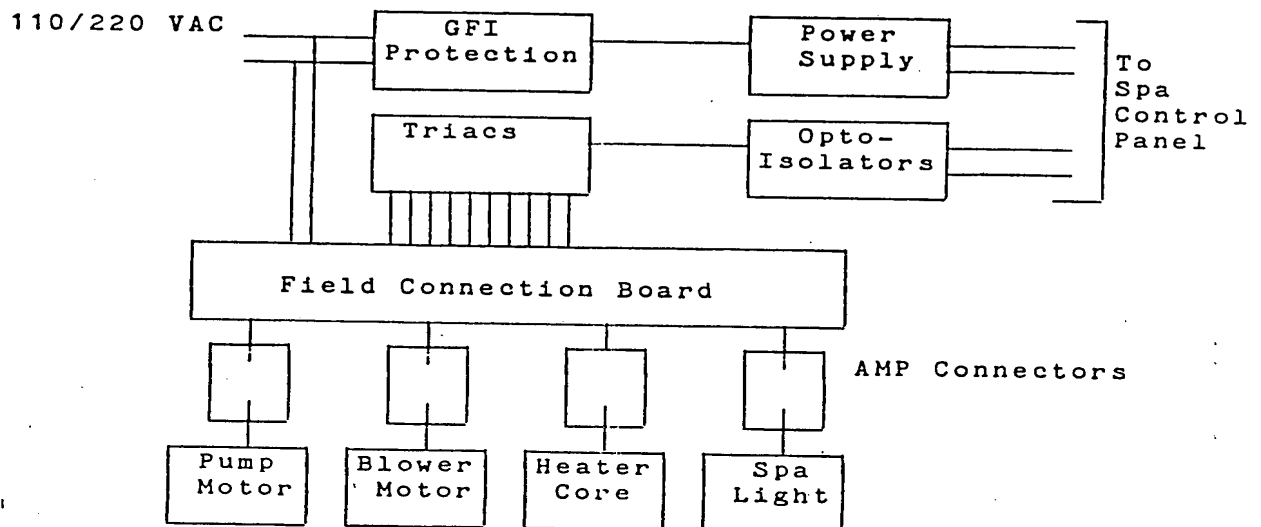 110/220 VAC
GFI
Protection
Power
Supply
To
Spa
Control
Panel
Triacs
Opto-
Isolators
Field Connection Board
AMP Connectors
Pump
Motor
Blower
Motor
Heater
Core
Spa
Light